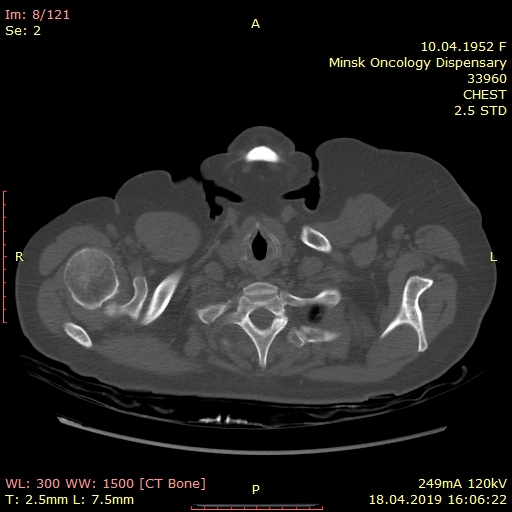 Im: 8/121
Se: 2
A
10.04.1952 F
Minsk Oncology Dispensary
33960
CHEST
2.5 STD
R
L
WL: 300 WW: 1500 [CT Bone]
T: 2.5mm L: 7.5mm
P
249mA 120kV
18.04.2019 16:06:22